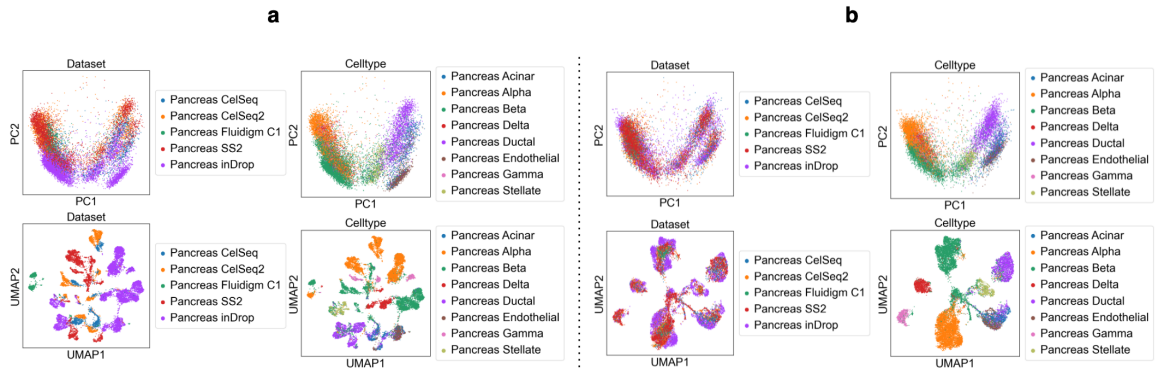 a
b
Dataset
PC2
PC1
Pancreas CelSeq
Pancreas CelSeq2
Pancreas Fluidigm C1
Pancreas SS2
Pancreas inDrop
Celltype
PC2
PC1
Pancreas Acinar
Pancreas Alpha
Pancreas Beta
Pancreas Delta
Pancreas Ductal
Pancreas Endothelial
Pancreas Gamma
Pancreas Stellate
Dataset
UMAP2
UMAP1
Pancreas CelSeq
Pancreas CelSeq2
Pancreas Fluidigm C1
Pancreas SS2
Pancreas inDrop
Celltype
UMAP2
UMAP1
Pancreas Acinar
Pancreas Alpha
Pancreas Beta
Pancreas Delta
Pancreas Ductal
Pancreas Endothelial
Pancreas Gamma
Pancreas Stellate
Dataset
PC2
PC1
Pancreas CelSeq
Pancreas CelSeq2
Pancreas Fluidigm C1
Pancreas SS2
Pancreas inDrop
Celltype
PC2
PC1
Pancreas Acinar
Pancreas Alpha
Pancreas Beta
Pancreas Delta
Pancreas Ductal
Pancreas Endothelial
Pancreas Gamma
Pancreas Stellate
Dataset
UMAP2
UMAP1
Pancreas CelSeq
Pancreas CelSeq2
Pancreas Fluidigm C1
Pancreas SS2
Pancreas inDrop
Celltype
UMAP2
UMAP1
Pancreas Acinar
Pancreas Alpha
Pancreas Beta
Pancreas Delta
Pancreas Ductal
Pancreas Endothelial
Pancreas Gamma
Pancreas Stellate